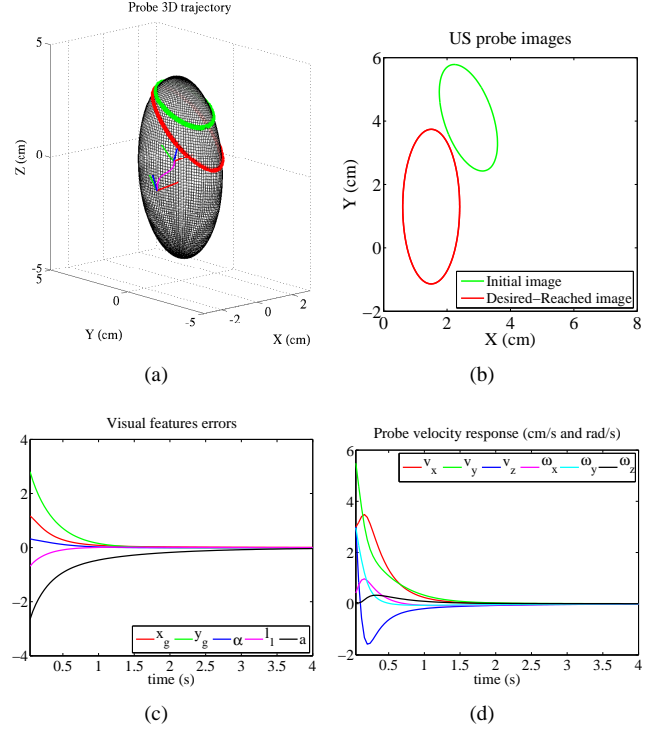 Probe 3D trajectory
5
0
−5
Z (cm)
5
0
−5
Y (cm)
−2
0
2
X (cm)
(a)
US probe images
6
4
2
0
−2
Y (cm)
0
2
4
6
8
X (cm)
Initial image
Desired−Reached image
(b)
Visual features errors
4
2
0
−2
−4
0.5
1
1.5
2
2.5
3
3.5
4
time (s)
x_g y_g α l_1 a
(c)
Probe velocity response (cm/s and rad/s)
6
4
2
0
−2
0.5
1
1.5
2
2.5
3
3.5
4
time (s)
v_x v_y v_z ω_x ω_y ω_z
(d)